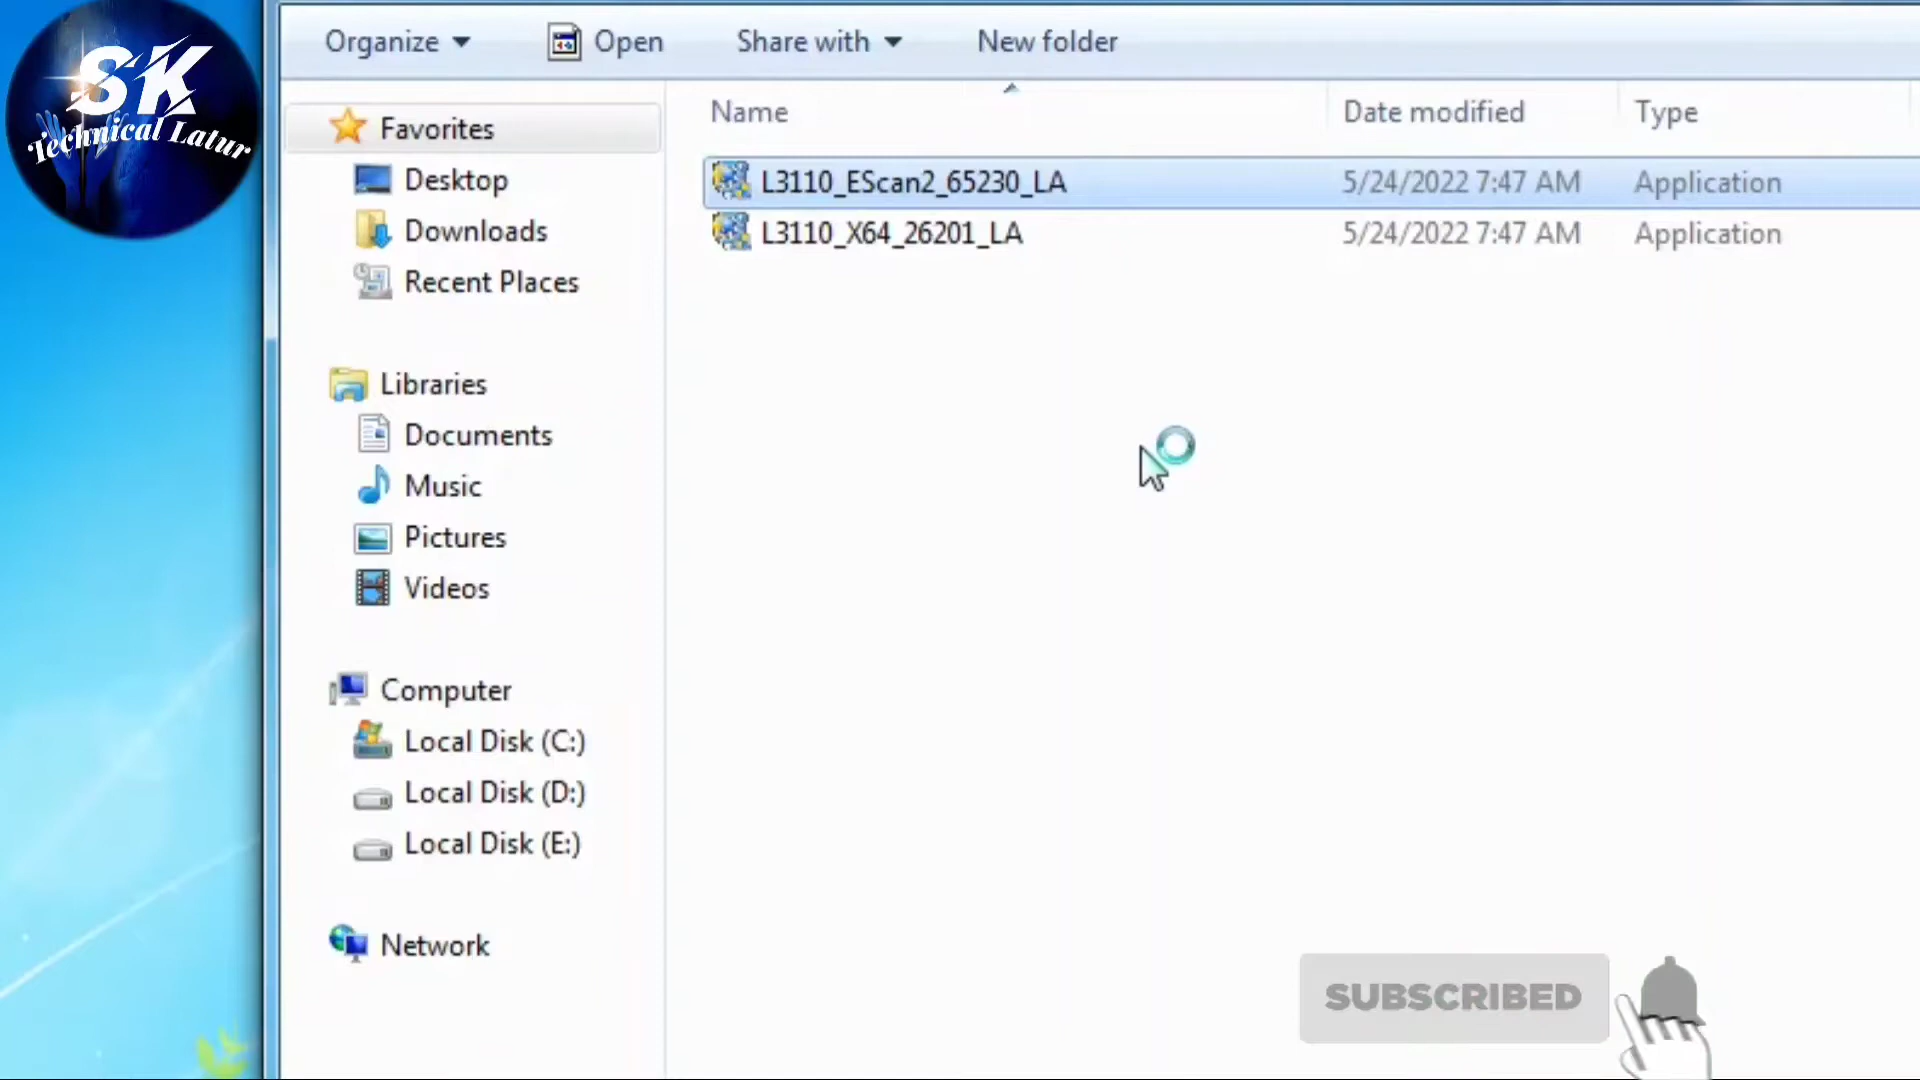 SK
Technical Latur
Organize Open Share with New folder
Name Date modified Type
Favorites
Desktop
Downloads
Recent Places
Libraries
Documents
Music
Pictures
Videos
Computer
Local Disk (C:)
Local Disk (D:)
Local Disk (E:)
Network
L3110_EScan2_65230_LA 5/24/2022 7:47 AM Application
L3110_X64_26201_LA 5/24/2022 7:47 AM Application
SUBSCRIBED